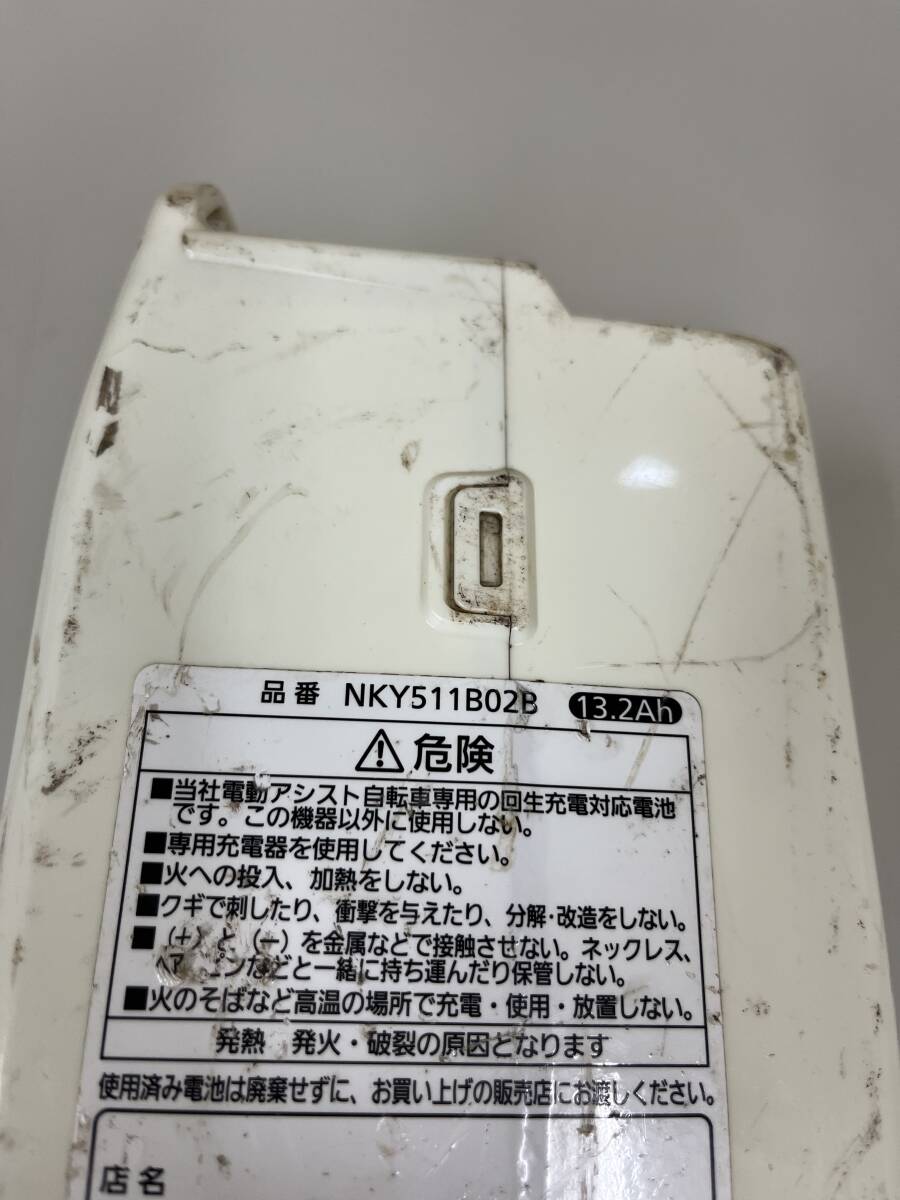 品番 NKY511B02B 13.2Ah
危険
■当社電動アシスト自転車専用の回生充電対応電池
です。この機器以外に使用しない。
■専用充電器を使用してください。
■火への投入、加熱をしない。
■クギで刺したり、衝撃を与えたり、分解・改造をしない。
■(+)と(−)を金属などで接触させない。ネックレス、
ヘア ンなどと一緒に持ち運んだり保管しない。
■火のそばなど高温の場所で充電・使用・放置しない。
発熱 発火・破裂の原因となります
使用済み電池は廃棄せずに、お買い上げの販売店にお渡しください。
店名